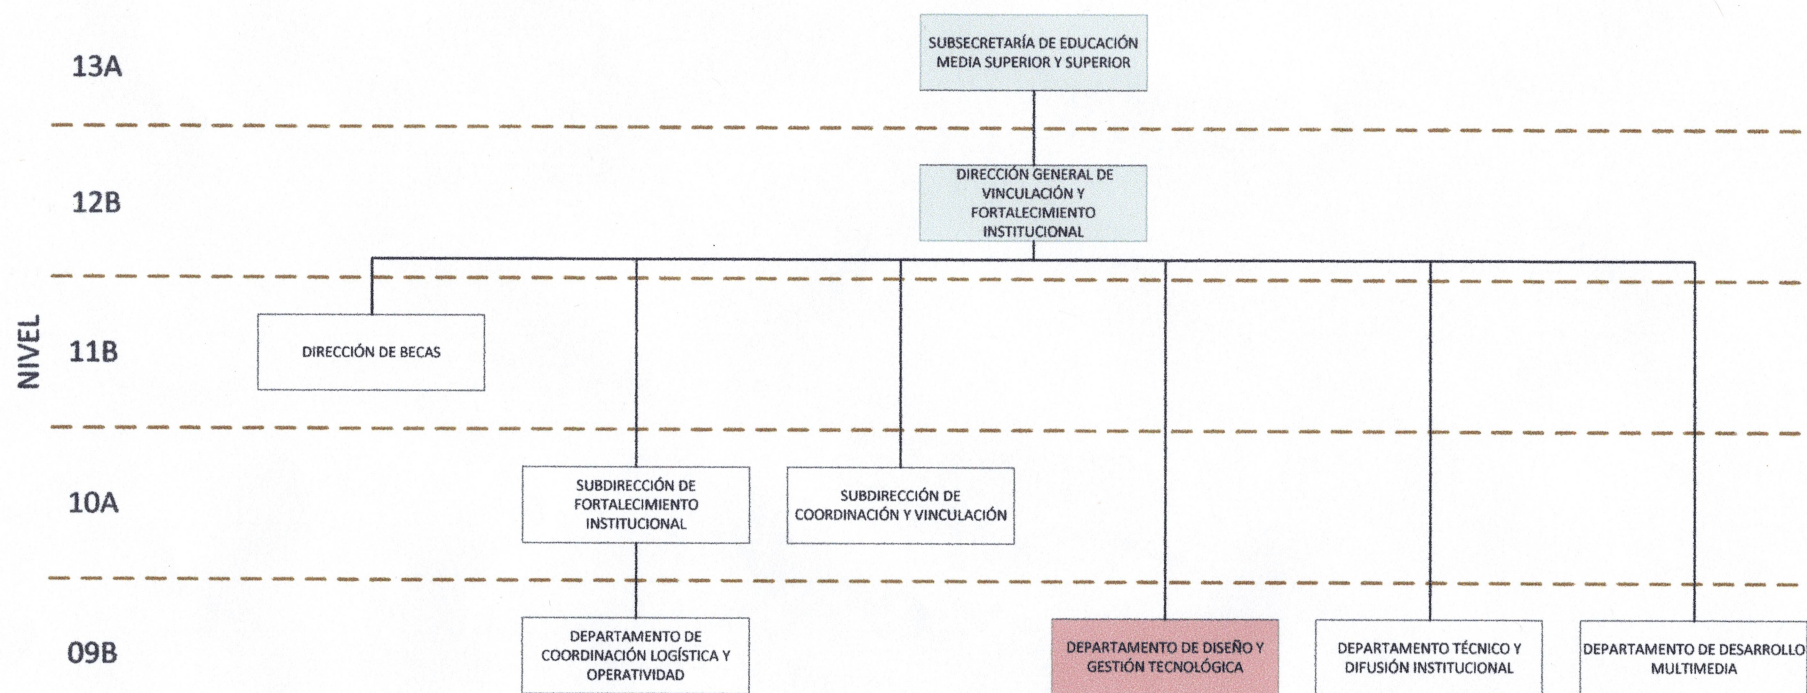 13A
SUBSECRETARÍA DE EDUCACIÓN
MEDIA SUPERIOR Y SUPERIOR
12B
DIRECCIÓN GENERAL DE
VINCULACIÓN Y
FORTALECIMIENTO
INSTITUCIONAL
NIVEL
11B
DIRECCIÓN DE BECAS
10A
SUBDIRECCIÓN DE
FORTALECIMIENTO
INSTITUCIONAL
SUBDIRECCIÓN DE
COORDINACIÓN Y VINCULACIÓN
09B
DEPARTAMENTO DE
COORDINACIÓN LOGÍSTICA Y
OPERATIVIDAD
DEPARTAMENTO DE DISEÑO Y
GESTIÓN TECNOLÓGICA
DEPARTAMENTO TÉCNICO Y
DIFUSIÓN INSTITUCIONAL
DEPARTAMENTO DE DESARROLLO
MULTIMEDIA